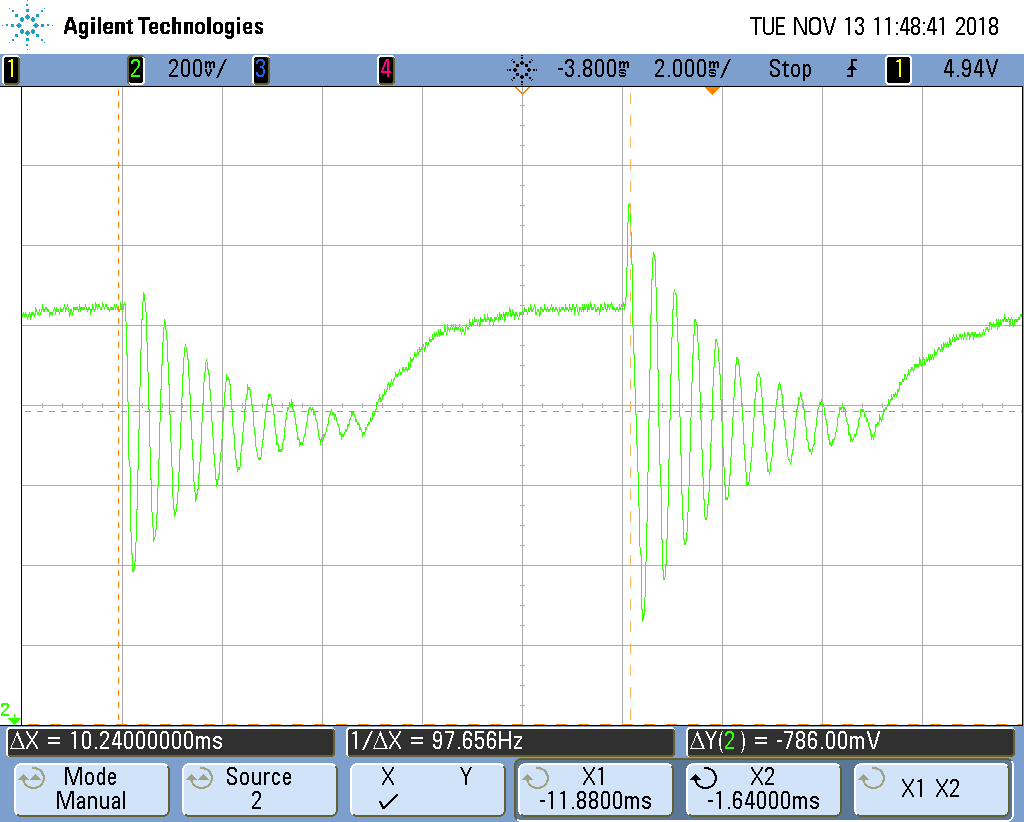 Agilent Technologies TUE NOV 13 11:48:41 2018
1 2 200mV/ 3 4 -3.800ms 2.000ms/ Stop 1 4.94V
2
ΔX = 10.24000000ms 1/ΔX = 97.656Hz ΔY(2) = -786.00mV
Mode Source X Y X1 X2 X1 X2
Manual 2 -11.8800ms -1.64000ms